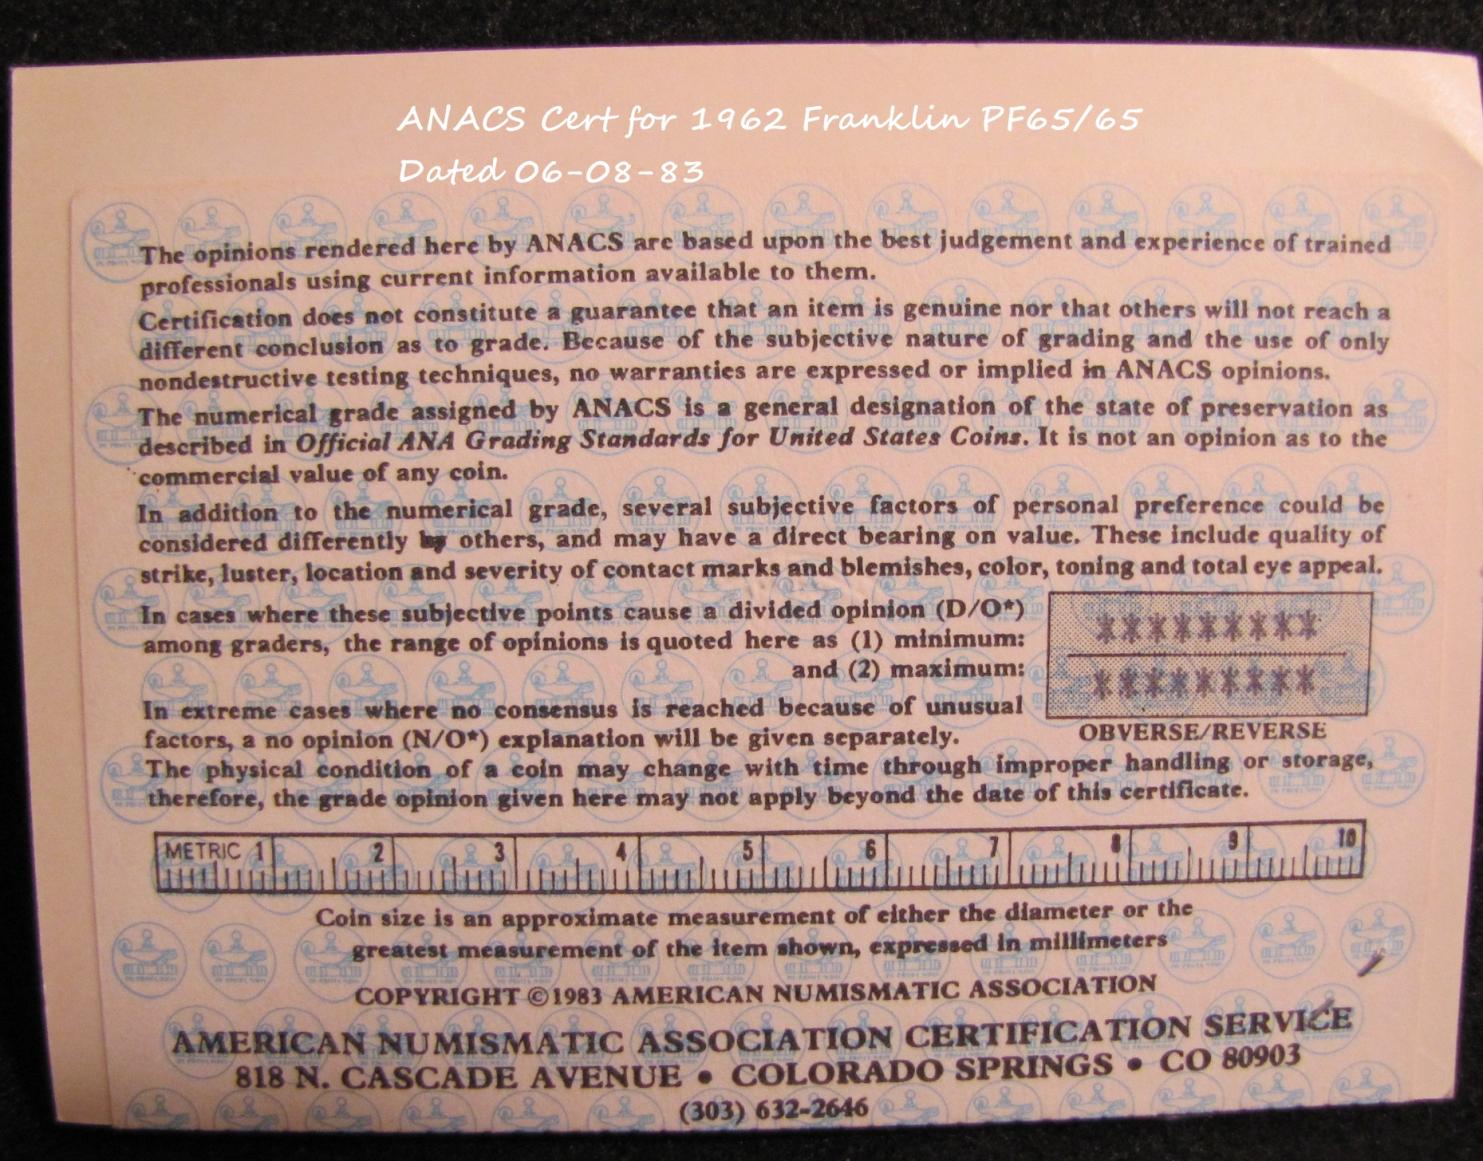 ANACS Cert for 1962 Franklin PF65/65
Dated 06-08-83
The opinions rendered here by ANACS are based upon the best judgement and experience of trained
professionals using current information available to them.
Certification does not constitute a guarantee that an item is genuine nor that others will not reach a
different conclusion as to grade. Because of the subjective nature of grading and the use of only
nondestructive testing techniques, no warranties are expressed or implied in ANACS opinions.
The numerical grade assigned by ANACS is a general designation of the state of preservation as
described in Official ANA Grading Standards for United States Coins. It is not an opinion as to the
commercial value of any coin.
In addition to the numerical grade, several subjective factors of personal preference could be
considered differently by others, and may have a direct bearing on value. These include quality of
strike, luster, location and severity of contact marks and blemishes, color, toning and total eye appeal.
In cases where these subjective points cause a divided opinion (D/O*)
among graders, the range of opinions is quoted here as (1) minimum:
*********
and (2) maximum:
*********
In extreme cases where no consensus is reached because of unusual
factors, a no opinion (N/O*) explanation will be given separately.
OBVERSE/REVERSE
The physical condition of a coin may change with time through improper handling or storage,
therefore, the grade opinion given here may not apply beyond the date of this certificate.
METRIC 1 2 3 4 5 6 7 8 9 10
Coin size is an approximate measurement of either the diameter or the
greatest measurement of the item shown, expressed in millimeters
COPYRIGHT ©1983 AMERICAN NUMISMATIC ASSOCIATION
AMERICAN NUMISMATIC ASSOCIATION CERTIFICATION SERVICE
818 N. CASCADE AVENUE • COLORADO SPRINGS • CO 80903
(303) 632-2646